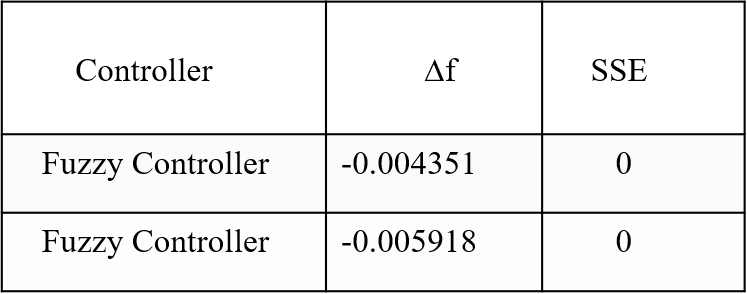 Controller Δf SSE
Fuzzy Controller -0.004351 0
Fuzzy Controller -0.005918 0